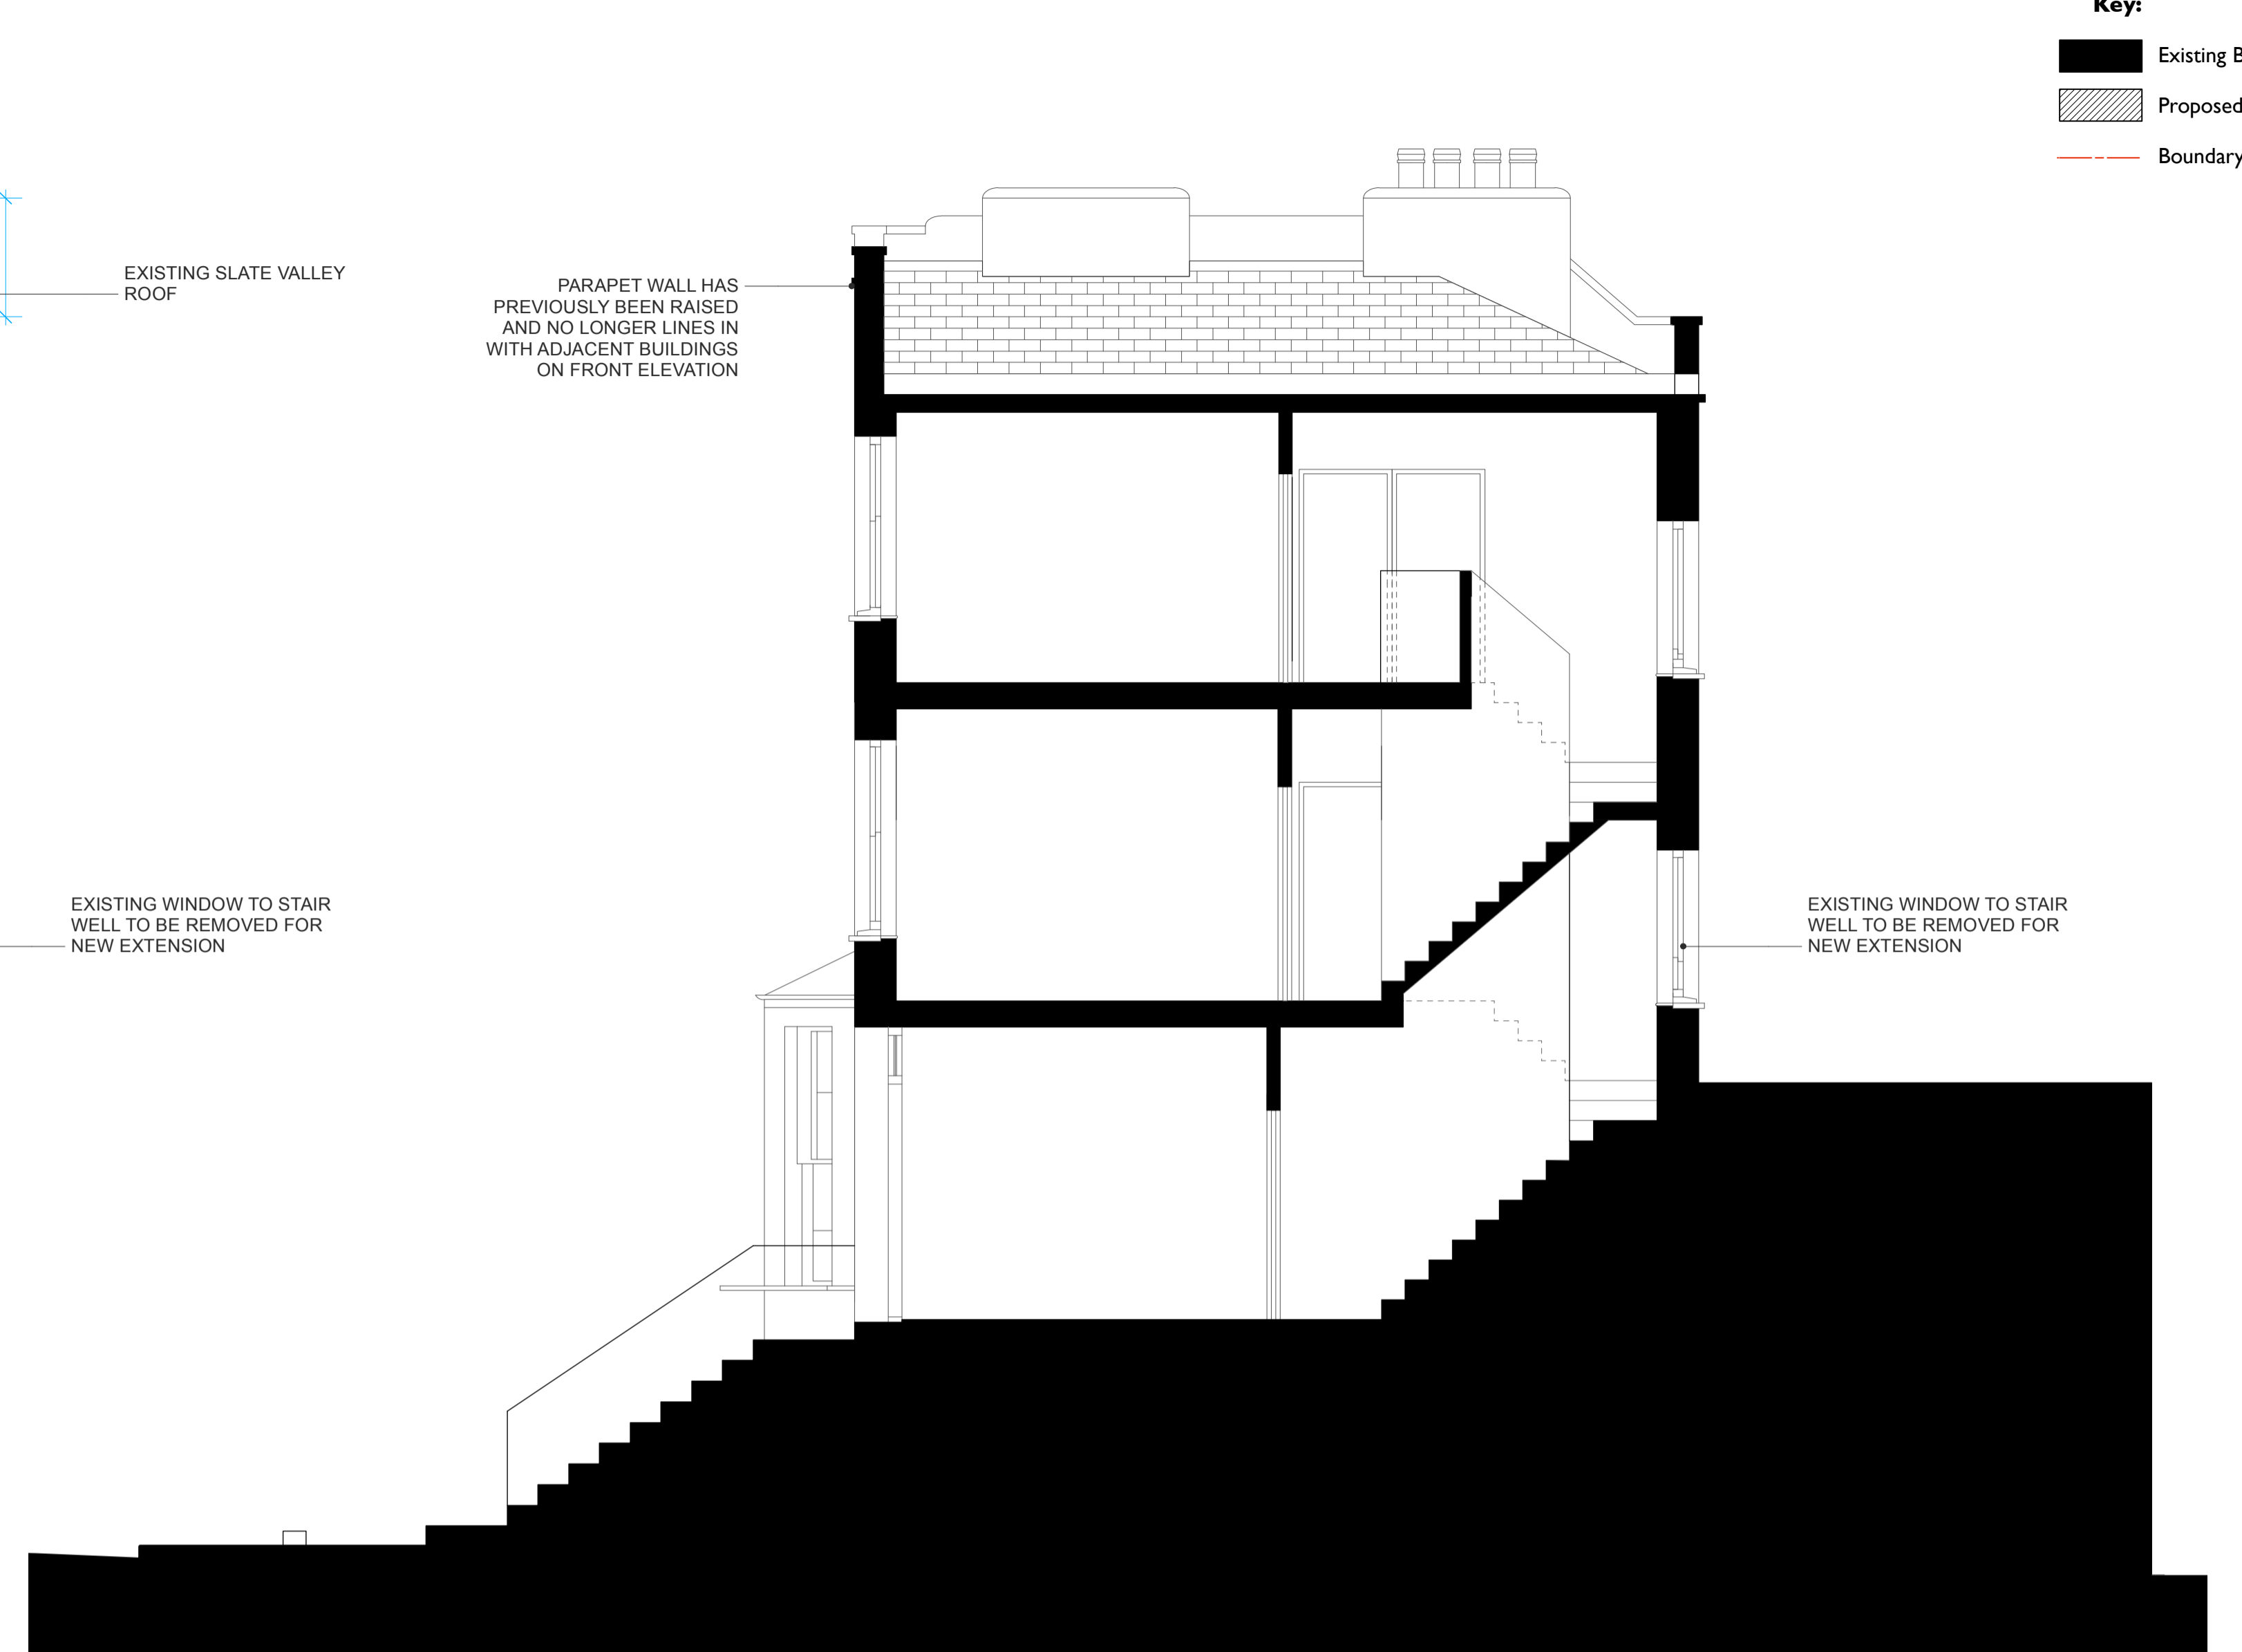 Key:
Existing B
Proposed
Boundary
EXISTING SLATE VALLEY
ROOF
PARAPET WALL HAS
PREVIOUSLY BEEN RAISED
AND NO LONGER LINES IN
WITH ADJACENT BUILDINGS
ON FRONT ELEVATION
EXISTING WINDOW TO STAIR
WELL TO BE REMOVED FOR
NEW EXTENSION
EXISTING WINDOW TO STAIR
WELL TO BE REMOVED FOR
NEW EXTENSION